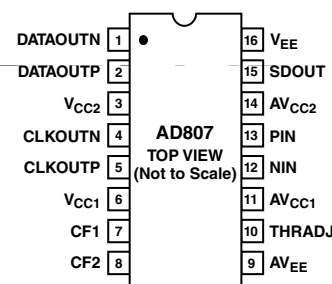 DATAOUTN 1 16 VEE
DATAOUTP 2 15 SDOUT
VCC2 3 14 AVCC2
CLKOUTN 4 AD807 13 PIN
CLKOUTP 5 TOP VIEW (Not to Scale) 12 NIN
VCC1 6 11 AVCC1
CF1 7 10 THRADJ
CF2 8 9 AVEE